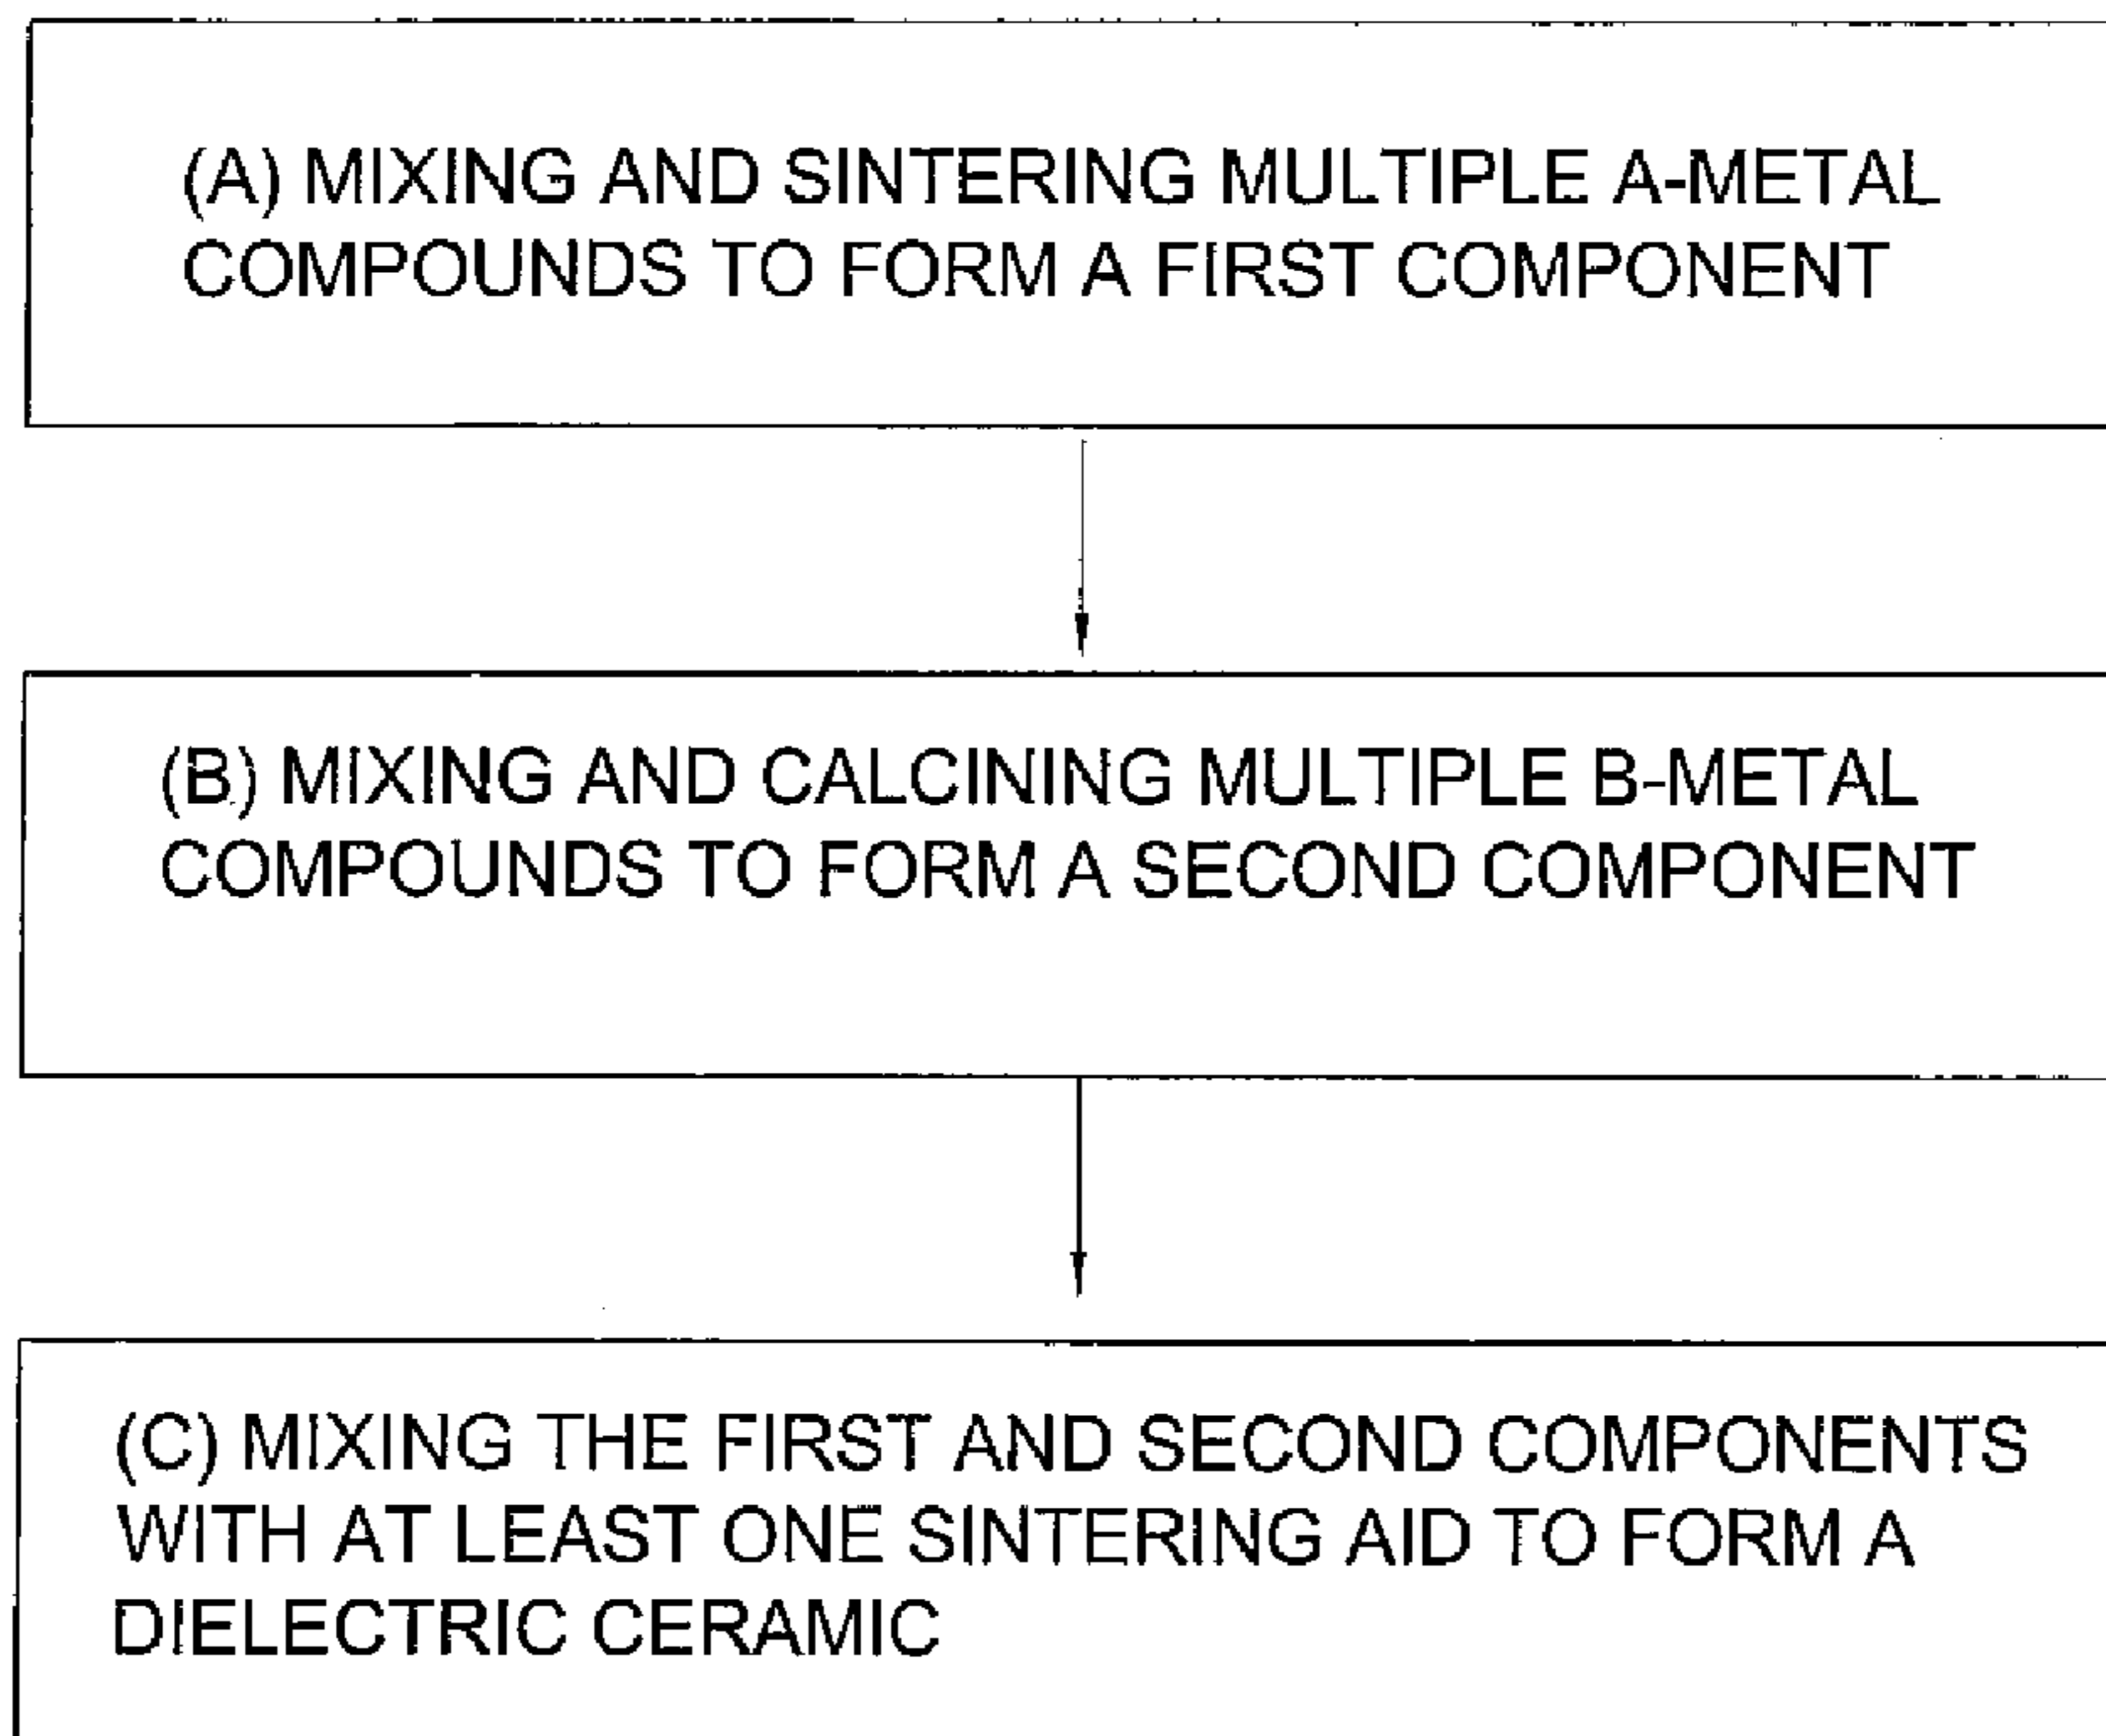 (A) MIXING AND SINTERING MULTIPLE A-METAL
COMPOUNDS TO FORM A FIRST COMPONENT
(B) MIXING AND CALCINING MULTIPLE B-METAL
COMPOUNDS TO FORM A SECOND COMPONENT
(C) MIXING THE FIRST AND SECOND COMPONENTS
WITH AT LEAST ONE SINTERING AID TO FORM A
DIELECTRIC CERAMIC